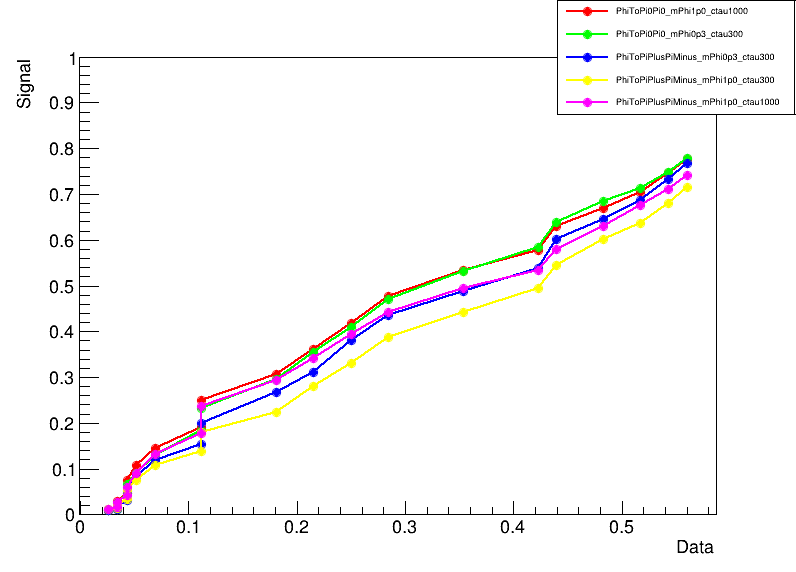 PhiToPi0Pi0_mPhi1p0_ctau1000
PhiToPi0Pi0_mPhi0p3_ctau300
PhiToPiPlusPiMinus_mPhi0p3_ctau300
PhiToPiPlusPiMinus_mPhi1p0_ctau300
PhiToPiPlusPiMinus_mPhi1p0_ctau1000
Signal
1
0.9
0.8
0.7
0.6
0.5
0.4
0.3
0.2
0.1
0
0 0.1 0.2 0.3 0.4 0.5
Data